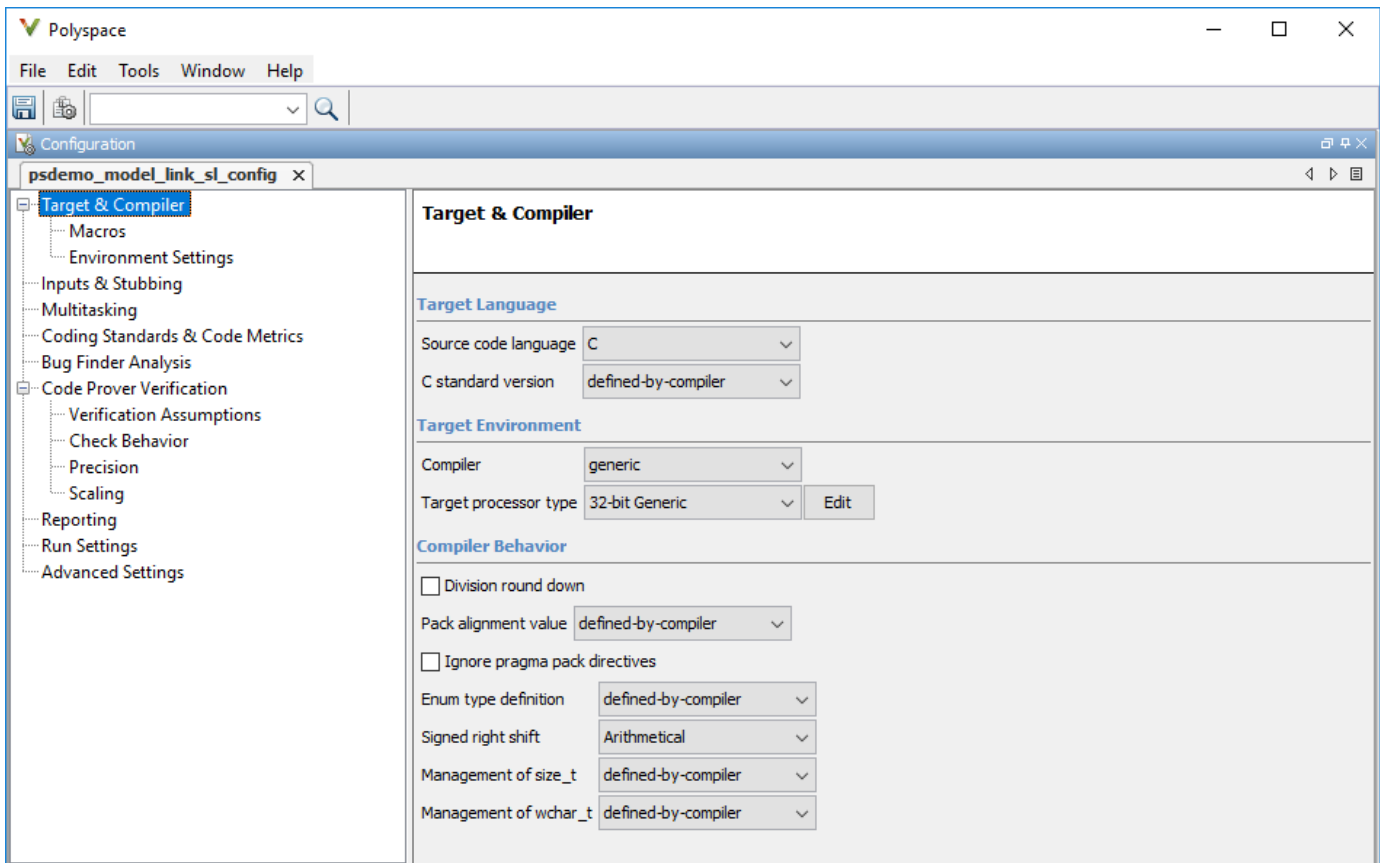 Polyspace
File Edit Tools Window Help
Configuration
psdemo_model_link_sl_config
Target & Compiler
Macros
Environment Settings
Inputs & Stubbing
Multitasking
Coding Standards & Code Metrics
Bug Finder Analysis
Code Prover Verification
Verification Assumptions
Check Behavior
Precision
Scaling
Reporting
Run Settings
Advanced Settings
Target & Compiler
Target Language
Source code language C
C standard version defined-by-compiler
Target Environment
Compiler generic
Target processor type 32-bit Generic Edit
Compiler Behavior
Division round down
Pack alignment value defined-by-compiler
Ignore pragma pack directives
Enum type definition defined-by-compiler
Signed right shift Arithmetical
Management of size_t defined-by-compiler
Management of wchar_t defined-by-compiler